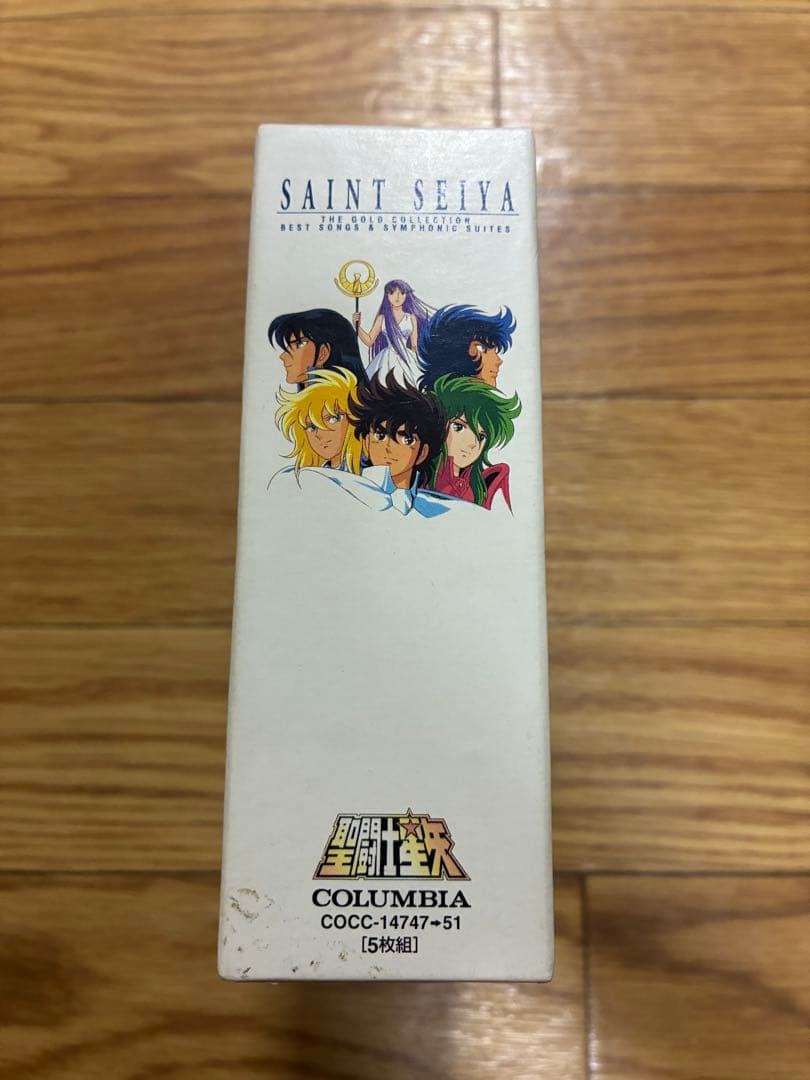 SAINT SEIYA
THE GOLD COLLECTION
BEST SONGS & SYMPHONIC SUITES
聖闘士星矢
COLUMBIA
COCC-14747➡51
[5枚組]